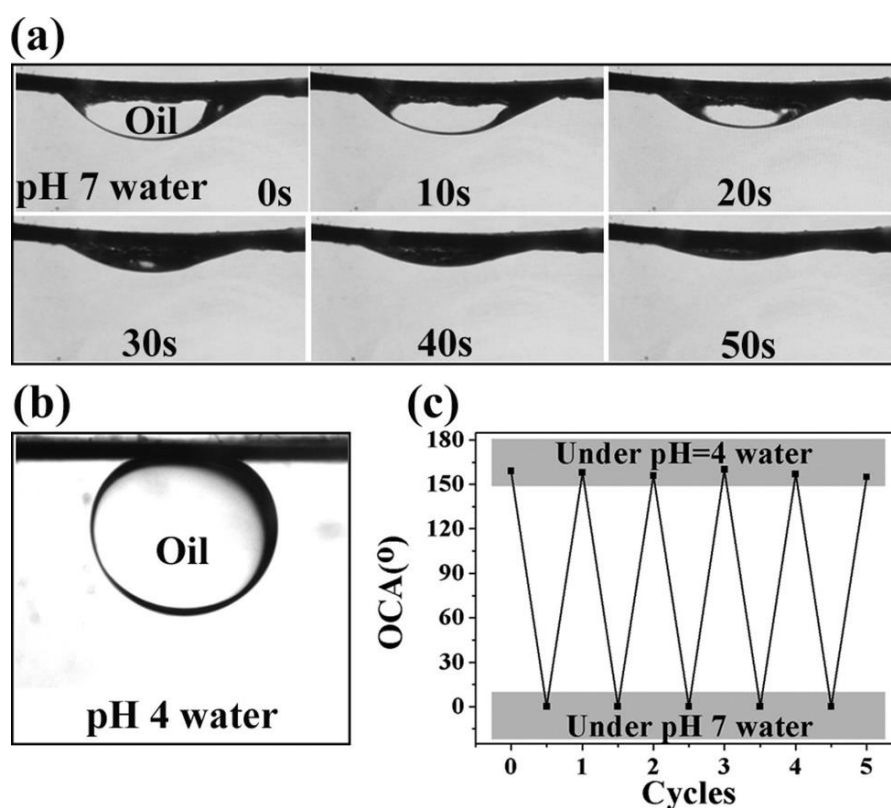 (a)
Oil
pH 7 water
0s
10s
20s
30s
40s
50s
(b)
Oil
pH 4 water
(c)
180
150
120
90
60
30
0
OCA(º)
Under pH=4 water
Under pH 7 water
0 1 2 3 4 5
Cycles